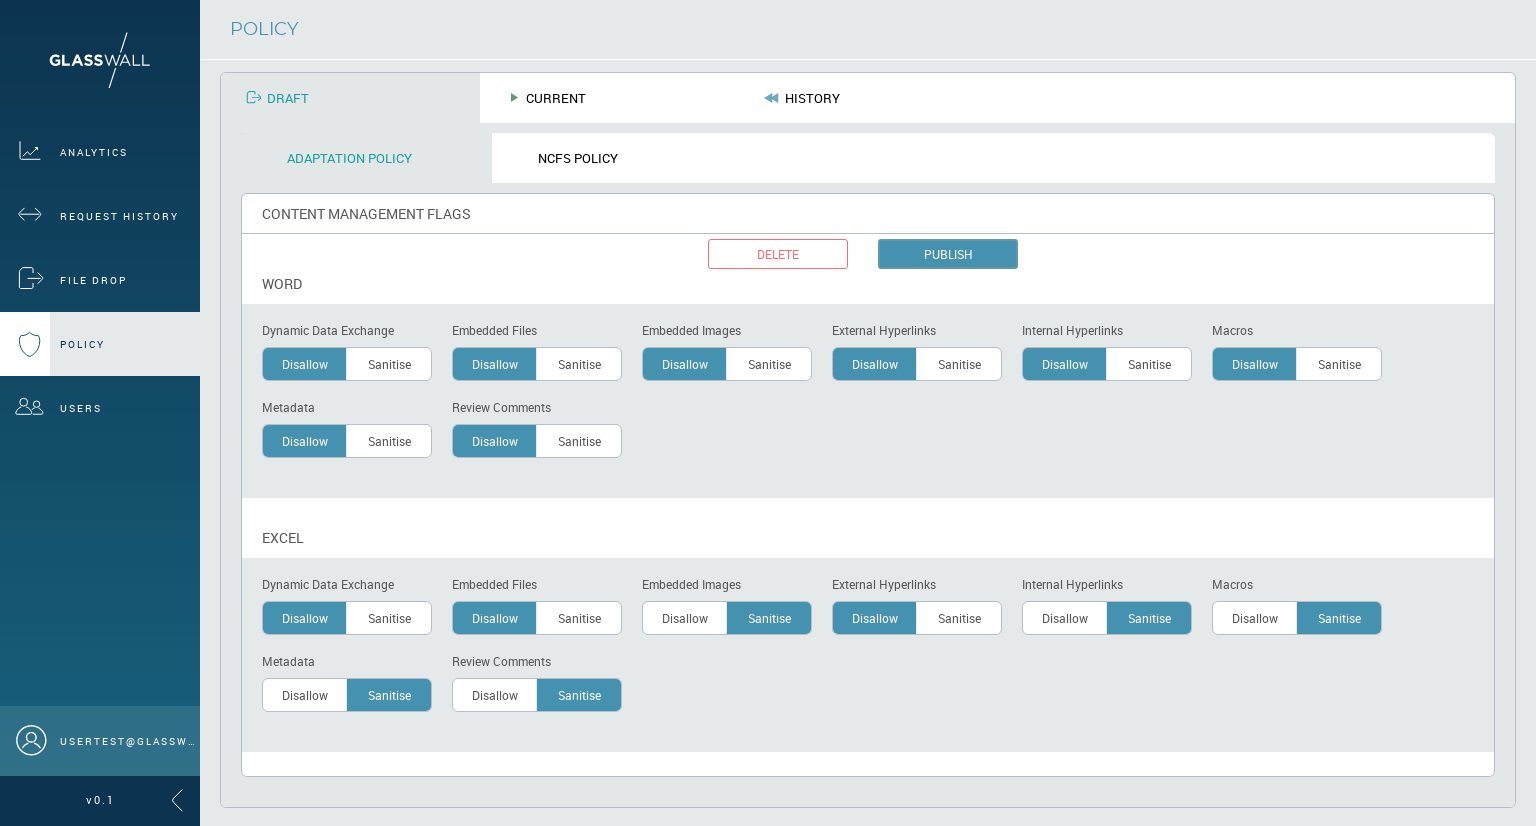 GLASSWALL
ANALYTICS
REQUEST HISTORY
FILE DROP
POLICY
USERS
USERTEST@GLASSW…
v0.1
POLICY
DRAFT CURRENT HISTORY
ADAPTATION POLICY NCFS POLICY
CONTENT MANAGEMENT FLAGS
DELETE PUBLISH
WORD
Dynamic Data Exchange Embedded Files Embedded Images External Hyperlinks Internal Hyperlinks Macros
Disallow Sanitise Disallow Sanitise Disallow Sanitise Disallow Sanitise Disallow Sanitise Disallow Sanitise
Metadata Review Comments
Disallow Sanitise Disallow Sanitise
EXCEL
Dynamic Data Exchange Embedded Files Embedded Images External Hyperlinks Internal Hyperlinks Macros
Disallow Sanitise Disallow Sanitise Disallow Sanitise Disallow Sanitise Disallow Sanitise Disallow Sanitise
Metadata Review Comments
Disallow Sanitise Disallow Sanitise